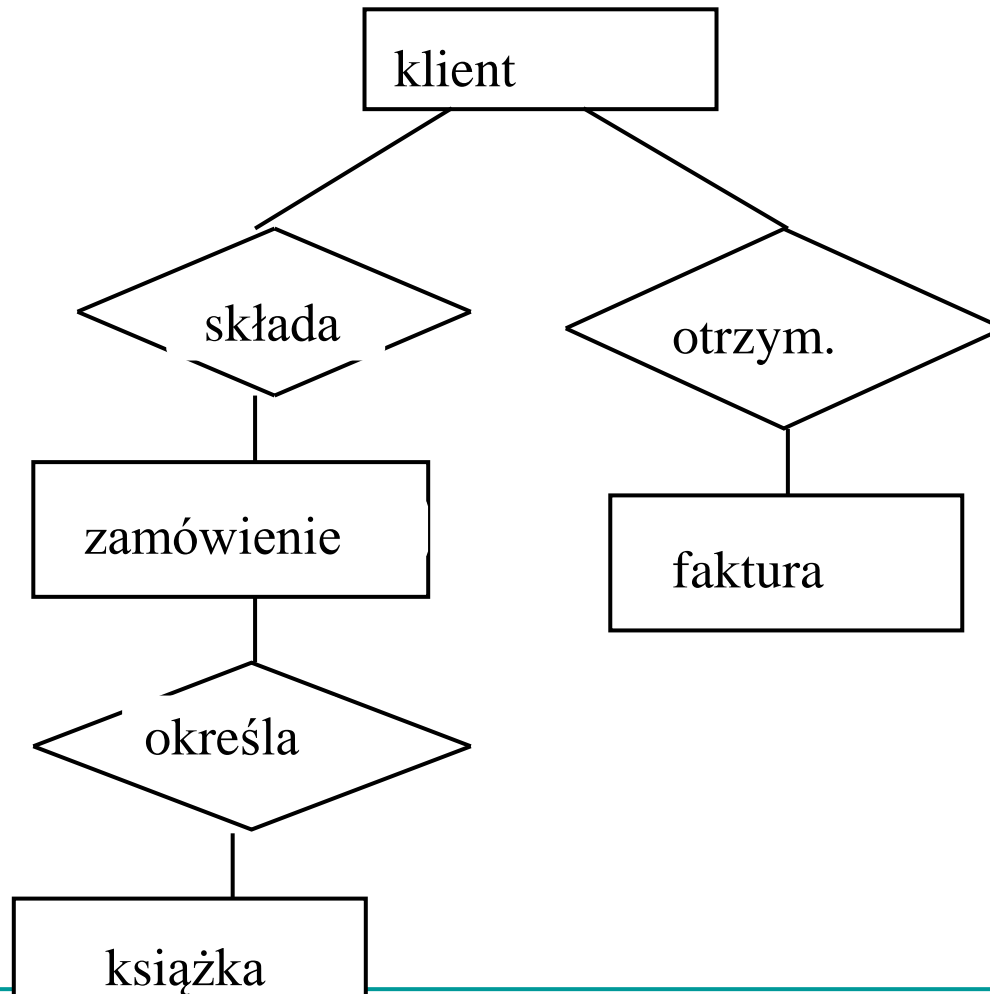 klient
składa
otrzym.
zamówienie
faktura
określa
książka